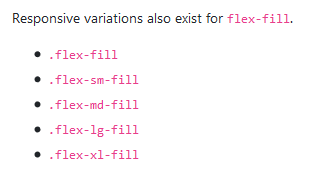 Responsive variations also exist for flex-fill.
.flex-fill
.flex-sm-fill
.flex-md-fill
.flex-lg-fill
.flex-xl-fill